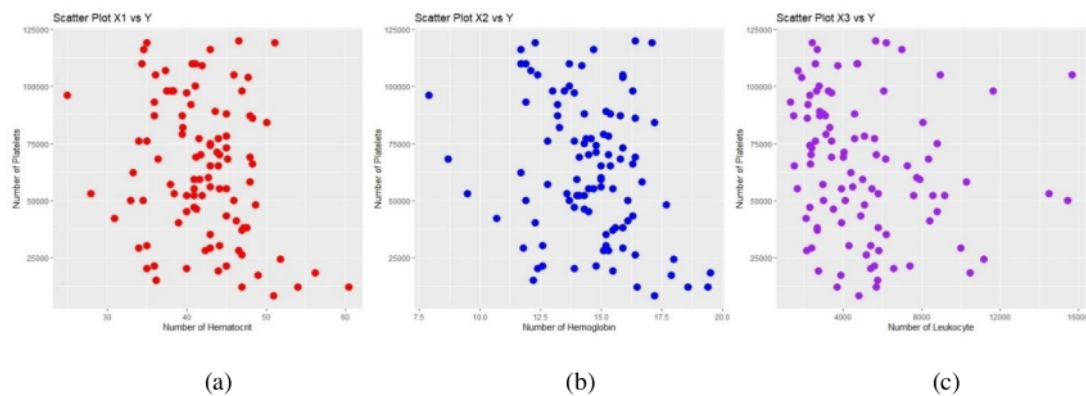 Scatter Plot X1 vs Y
Number of Platelets
125000
100000
75000
50000
25000
30
40
50
60
Number of Hematocrit
(a)
Scatter Plot X2 vs Y
Number of Platelets
125000
100000
75000
50000
25000
7.5
10.0
12.5
15.0
17.5
20.0
Number of Hemoglobin
(b)
Scatter Plot X3 vs Y
Number of Platelets
125000
100000
75000
50000
25000
4000
8000
12000
16000
Number of Leukocyte
(c)